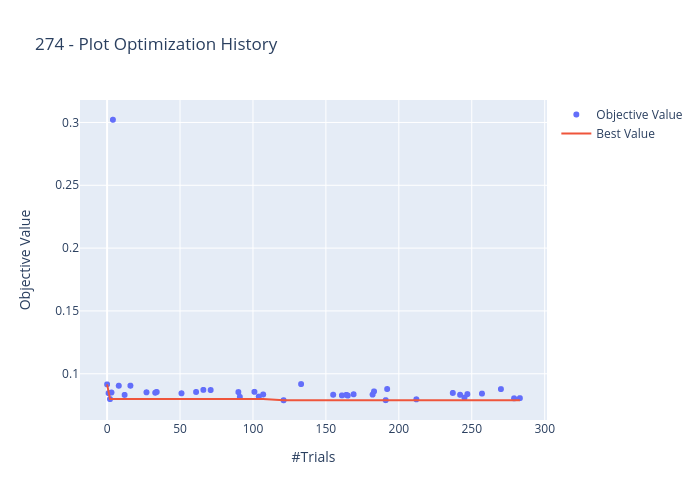 274 - Plot Optimization History
Objective Value
Best Value
0.3
0.25
0.2
0.15
0.1
Objective Value
0
50
100
150
200
250
300
#Trials